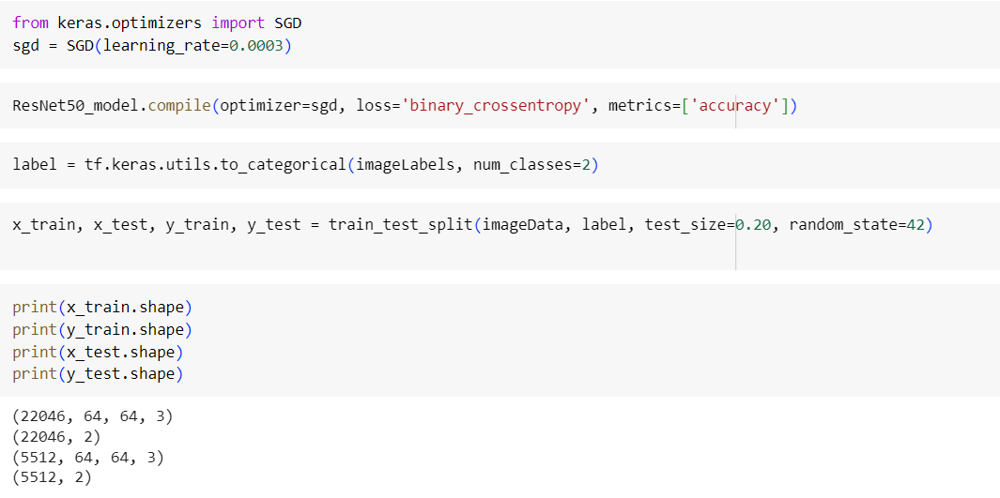 from keras.optimizers import SGD
sgd = SGD(learning_rate=0.0003)
ResNet50_model.compile(optimizer=sgd, loss='binary_crossentropy', metrics=['accuracy'])
label = tf.keras.utils.to_categorical(imageLabels, num_classes=2)
x_train, x_test, y_train, y_test = train_test_split(imageData, label, test_size=0.20, random_state=42)
print(x_train.shape)
print(y_train.shape)
print(x_test.shape)
print(y_test.shape)
(22046, 64, 64, 3)
(22046, 2)
(5512, 64, 64, 3)
(5512, 2)